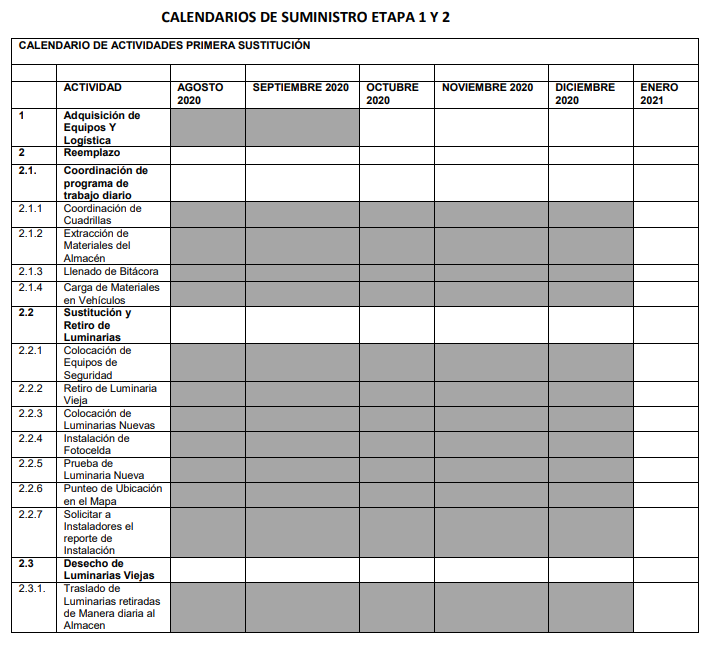 CALENDARIOS DE SUMINISTRO ETAPA 1 Y 2
CALENDARIO DE ACTIVIDADES PRIMERA SUSTITUCIÓN
ACTIVIDAD
AGOSTO
2020
SEPTIEMBRE 2020
OCTUBRE
2020
NOVIEMBRE 2020
DICIEMBRE
2020
ENERO
2021
1
Adquisición de
Equipos Y
Logística
2
Reemplazo
2.1.
Coordinación de
programa de
trabajo diario
2.1.1
Coordinación de
Cuadrillas
2.1.2
Extracción de
Materiales del
Almacén
2.1.3
Llenado de Bitácora
2.1.4
Carga de Materiales
en Vehículos
2.2
Sustitución y
Retiro de
Luminarias
2.2.1
Colocación de
Equipos de
Seguridad
2.2.2
Retiro de Luminaria
Vieja
2.2.3
Colocación de
Luminarias Nuevas
2.2.4
Instalación de
Fotocelda
2.2.5
Prueba de
Luminaria Nueva
2.2.6
Punteo de Ubicación
en el Mapa
2.2.7
Solicitar a
Instaladores el
reporte de
Instalación
2.3
Desecho de
Luminarias Viejas
2.3.1.
Traslado de
Luminarias retiradas
de Manera diaria al
Almacen